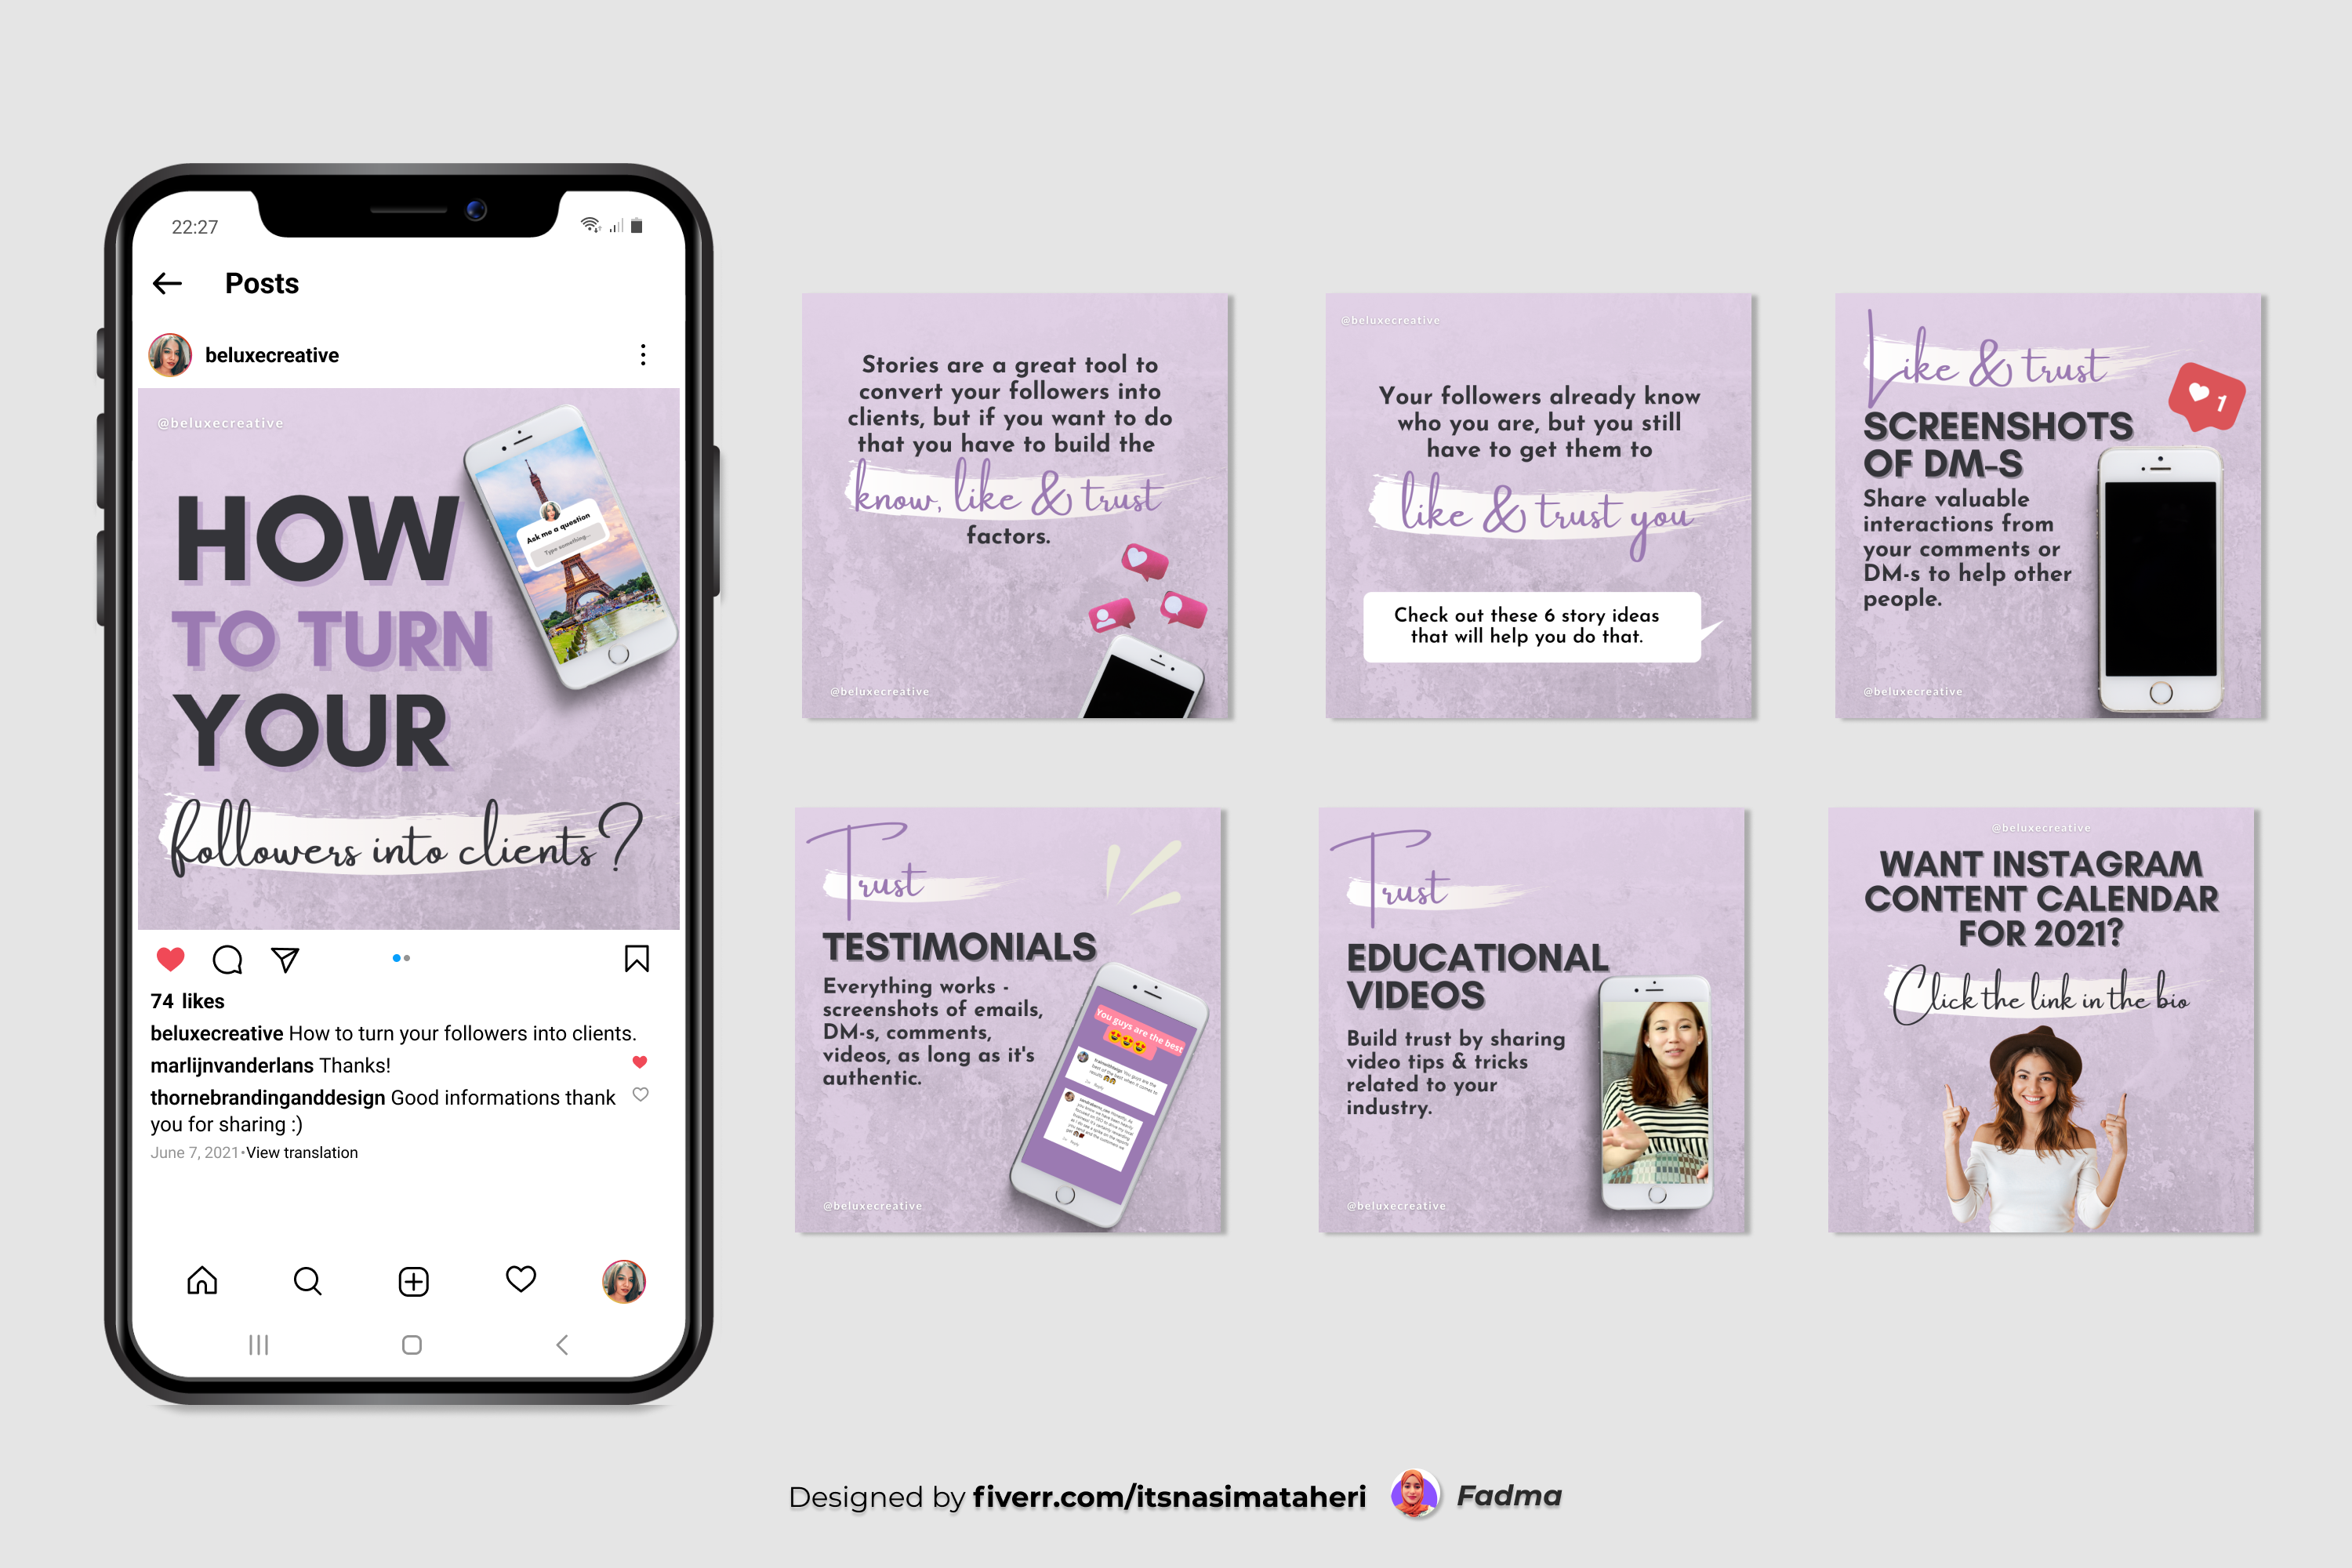 22:27
Posts
beluxecreative
@beluxecreative
Ask me a question
Type something...
HOW
TO TURN
YOUR
followers into clients?
74 likes
beluxecreative How to turn your followers into clients.
marlijnvanderlans Thanks!
thornebrandinganddesign Good informations thank
you for sharing :)
June 7, 2021•View translation
Stories are a great tool to
convert your followers into
clients, but if you want to do
that you have to build the
know, like & trust
factors.
@beluxecreative
@beluxecreative
Your followers already know
who you are, but you still
have to get them to
like & trust you
Check out these 6 story ideas
that will help you do that.
Like & trust
1
SCREENSHOTS
OF DM-S
Share valuable
interactions from
your comments or
DM-s to help other
people.
@beluxecreative
Trust
TESTIMONIALS
Everything works -
screenshots of emails,
DM-s, comments,
videos, as long as it's
authentic.
You guys are the best
@beluxecreative
Trust
EDUCATIONAL
VIDEOS
Build trust by sharing
video tips & tricks
related to your
industry.
@beluxecreative
@beluxecreative
WANT INSTAGRAM
CONTENT CALENDAR
FOR 2021?
Click the link in the bio
Designed by fiverr.com/itsnasimataheri
Fadma